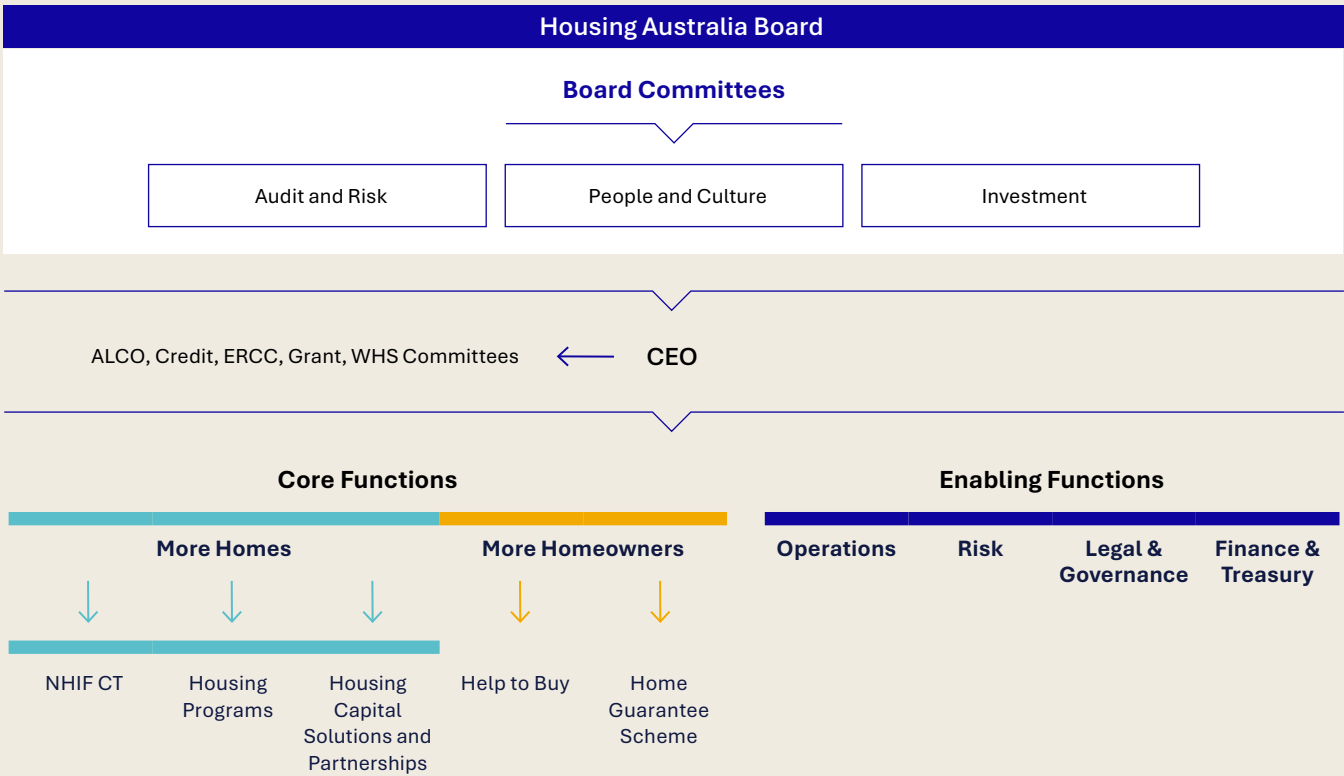 Housing Australia Board
Board Committees
Audit and Risk
People and Culture
Investment
ALCO, Credit, ERCC, Grant, WHS Committees
CEO
Core Functions
Enabling Functions
More Homes
More Homeowners
Operations
Risk
Legal &
Governance
Finance &
Treasury
NHIF CT
Housing
Programs
Housing
Capital
Solutions and
Partnerships
Help to Buy
Home
Guarantee
Scheme